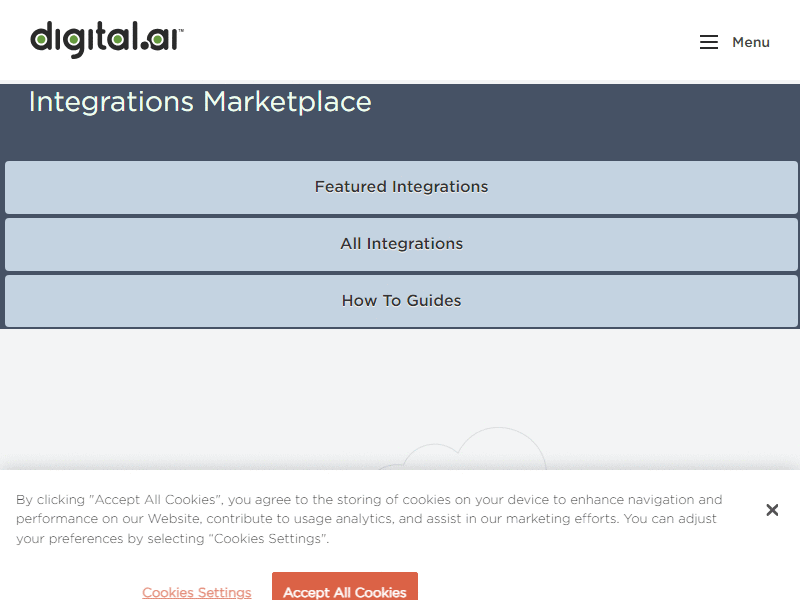 digital.ai™
Menu
Integrations Marketplace
Featured Integrations
All Integrations
How To Guides
By clicking "Accept All Cookies", you agree to the storing of cookies on your device to enhance navigation and
performance on our Website, contribute to usage analytics, and assist in our marketing efforts. You can adjust
your preferences by selecting "Cookies Settings".
Cookies Settings
Accept All Cookies